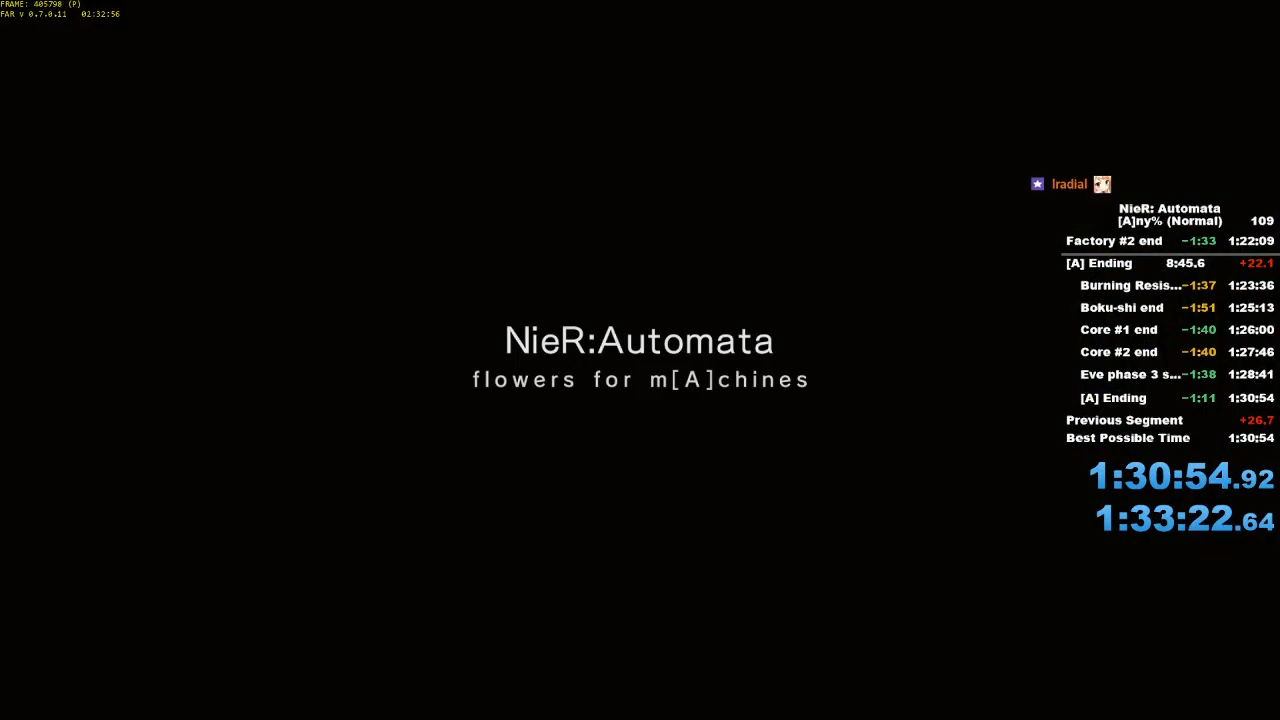 FRAME: 405798 (P)
FAR v 0.7.0.11 02:32:56
Iradial
NieR: Automata
[A]ny% (Normal) 109
Factory #2 end -1:33 1:22:09
[A] Ending 8:45.6 +22.1
Burning Resis... -1:37 1:23:36
Boku-shi end -1:51 1:25:13
Core #1 end -1:40 1:26:00
NieR:Automata
Core #2 end -1:40 1:27:46
flowers for m[A]chines
Eve phase 3 s... -1:38 1:28:41
[A] Ending -1:11 1:30:54
Previous Segment +26.7
Best Possible Time 1:30:54
1:30:54.92
1:33:22.64